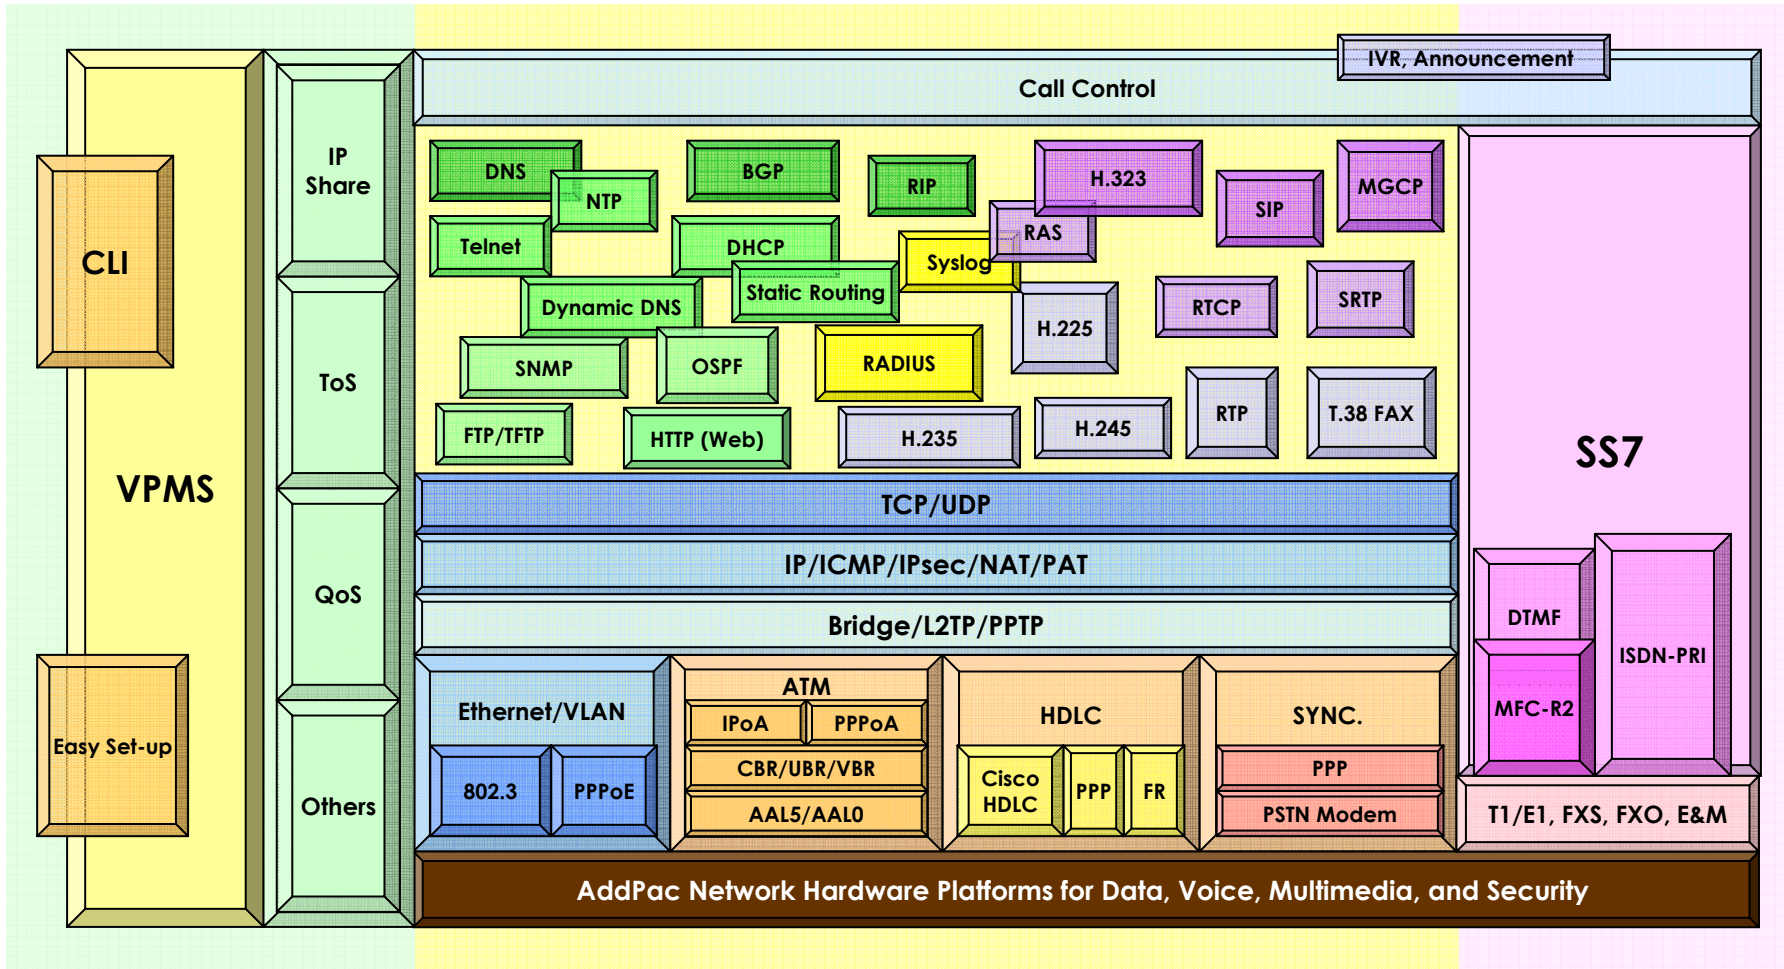 IVR, Announcement
Call Control
VPMS
CLI
Easy Set-up
IP
Share
ToS
QoS
Others
DNS
NTP
BGP
RIP
H.323
SIP
MGCP
Telnet
DHCP
Syslog
RAS
Dynamic DNS
Static Routing
H.225
RTCP
SRTP
SNMP
OSPF
RADIUS
RTP
T.38 FAX
FTP/TFTP
HTTP (Web)
H.235
H.245
SS7
TCP/UDP
IP/ICMP/IPsec/NAT/PAT
Bridge/L2TP/PPTP
DTMF
ISDN-PRI
MFC-R2
Ethernet/VLAN
802.3
PPPoE
ATM
IPoA
PPPoA
CBR/UBR/VBR
AAL5/AAL0
HDLC
Cisco
HDLC
PPP
FR
SYNC.
PPP
PSTN Modem
T1/E1, FXS, FXO, E&M
AddPac Network Hardware Platforms for Data, Voice, Multimedia, and Security